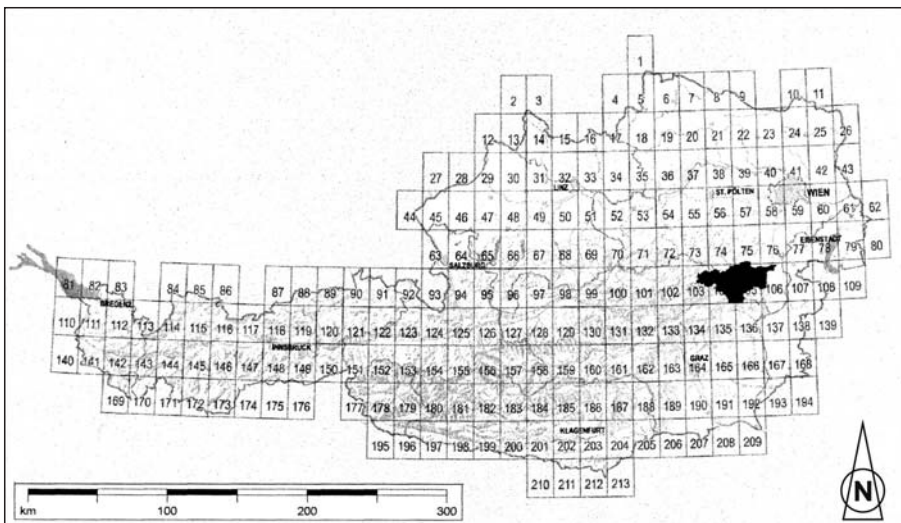 1
2 3 4 5 6 7 8 9 10 11
12 13 14 15 16 17 18 19 20 21 22 23 24 25 26
27 28 29 30 31 32 33 34 35 36 37 38 39 40 41 42 43
LINZ ST. PÖLTEN WIEN
44 45 46 47 48 49 50 51 52 53 54 55 56 57 58 59 60 61 62
EISENSTADT
63 64 65 66 67 68 69 70 71 72 73 74 75 76 77 78 79 80
SALZBURG
81 82 83 84 85 86 87 88 89 90 91 92 93 94 95 96 97 98 99 100 101 102 103 106 107 108 109
BREGENZ
110 111 112 113 114 115 116 117 118 119 120 121 122 123 124 125 126 127 128 129 130 131 132 133 134 135 136 137 138 139
INNSBRUCK GRAZ
140 141 142 143 144 145 146 147 148 149 150 151 152 153 154 155 156 157 158 159 160 161 162 163 164 165 166 167 168
169 170 171 172 173 174 175 176 177 178 179 180 181 182 183 184 185 186 187 188 189 190 191 192 193 194
KLAGENFURT
195 196 197 198 199 200 201 202 203 204 205 206 207 208 209
210 211 212 213
km 100 200 300
N